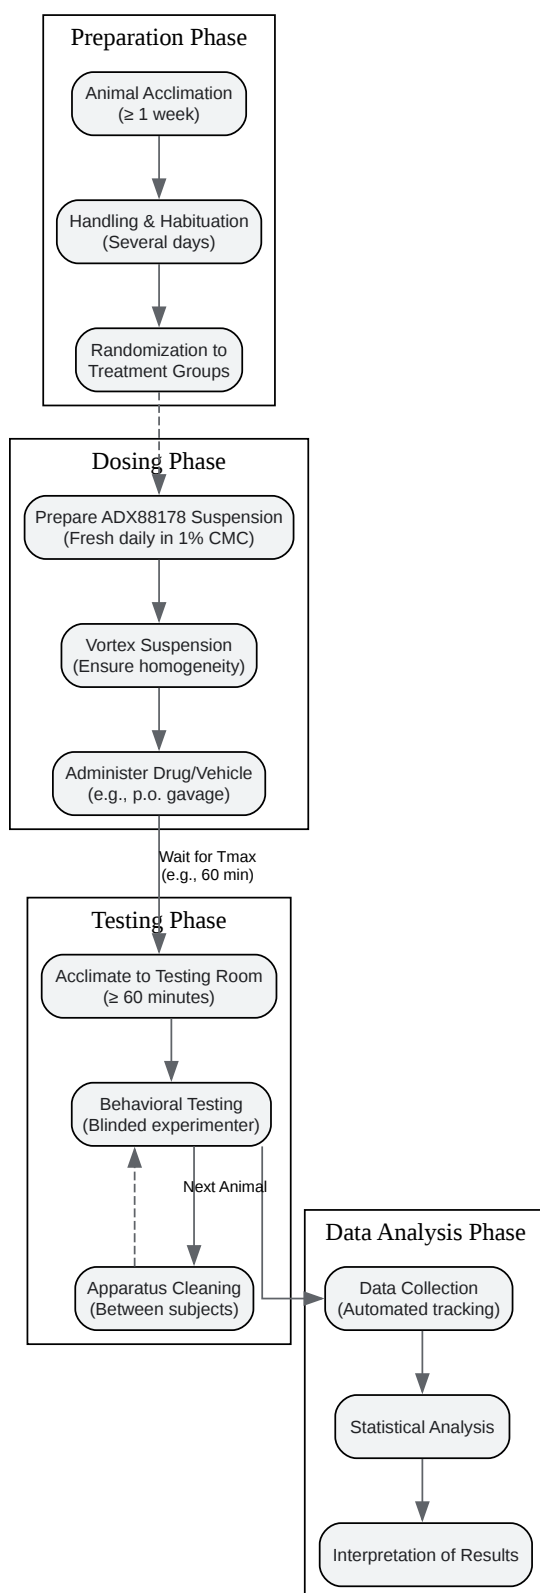 Preparation Phase
Animal Acclimation
(≥ 1 week)
Handling & Habituation
(Several days)
Randomization to
Treatment Groups
Dosing Phase
Prepare ADX88178 Suspension
(Fresh daily in 1% CMC)
Vortex Suspension
(Ensure homogeneity)
Administer Drug/Vehicle
(e.g., p.o. gavage)
Wait for Tmax
(e.g., 60 min)
Testing Phase
Acclimate to Testing Room
(≥ 60 minutes)
Behavioral Testing
(Blinded experimenter)
Next Animal
Apparatus Cleaning
(Between subjects)
Data Analysis Phase
Data Collection
(Automated tracking)
Statistical Analysis
Interpretation of Results